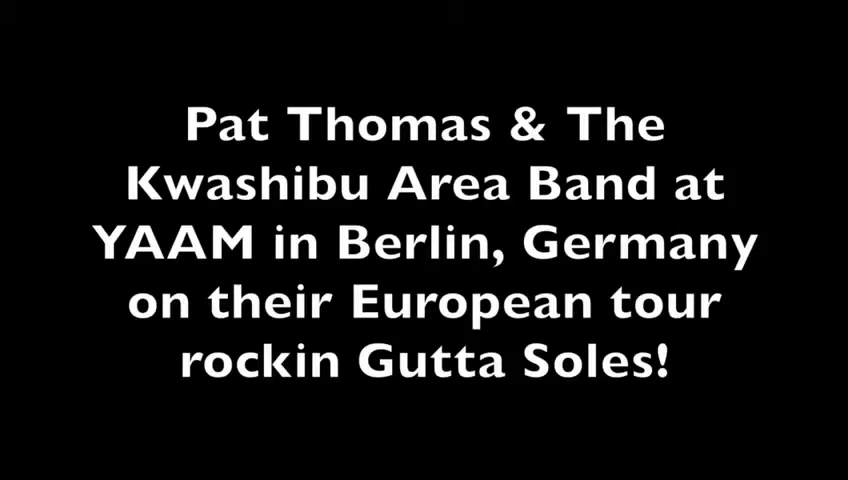 Pat Thomas & The
Kwashibu Area Band at
YAAM in Berlin, Germany
on their European tour
rockin Gutta Soles!